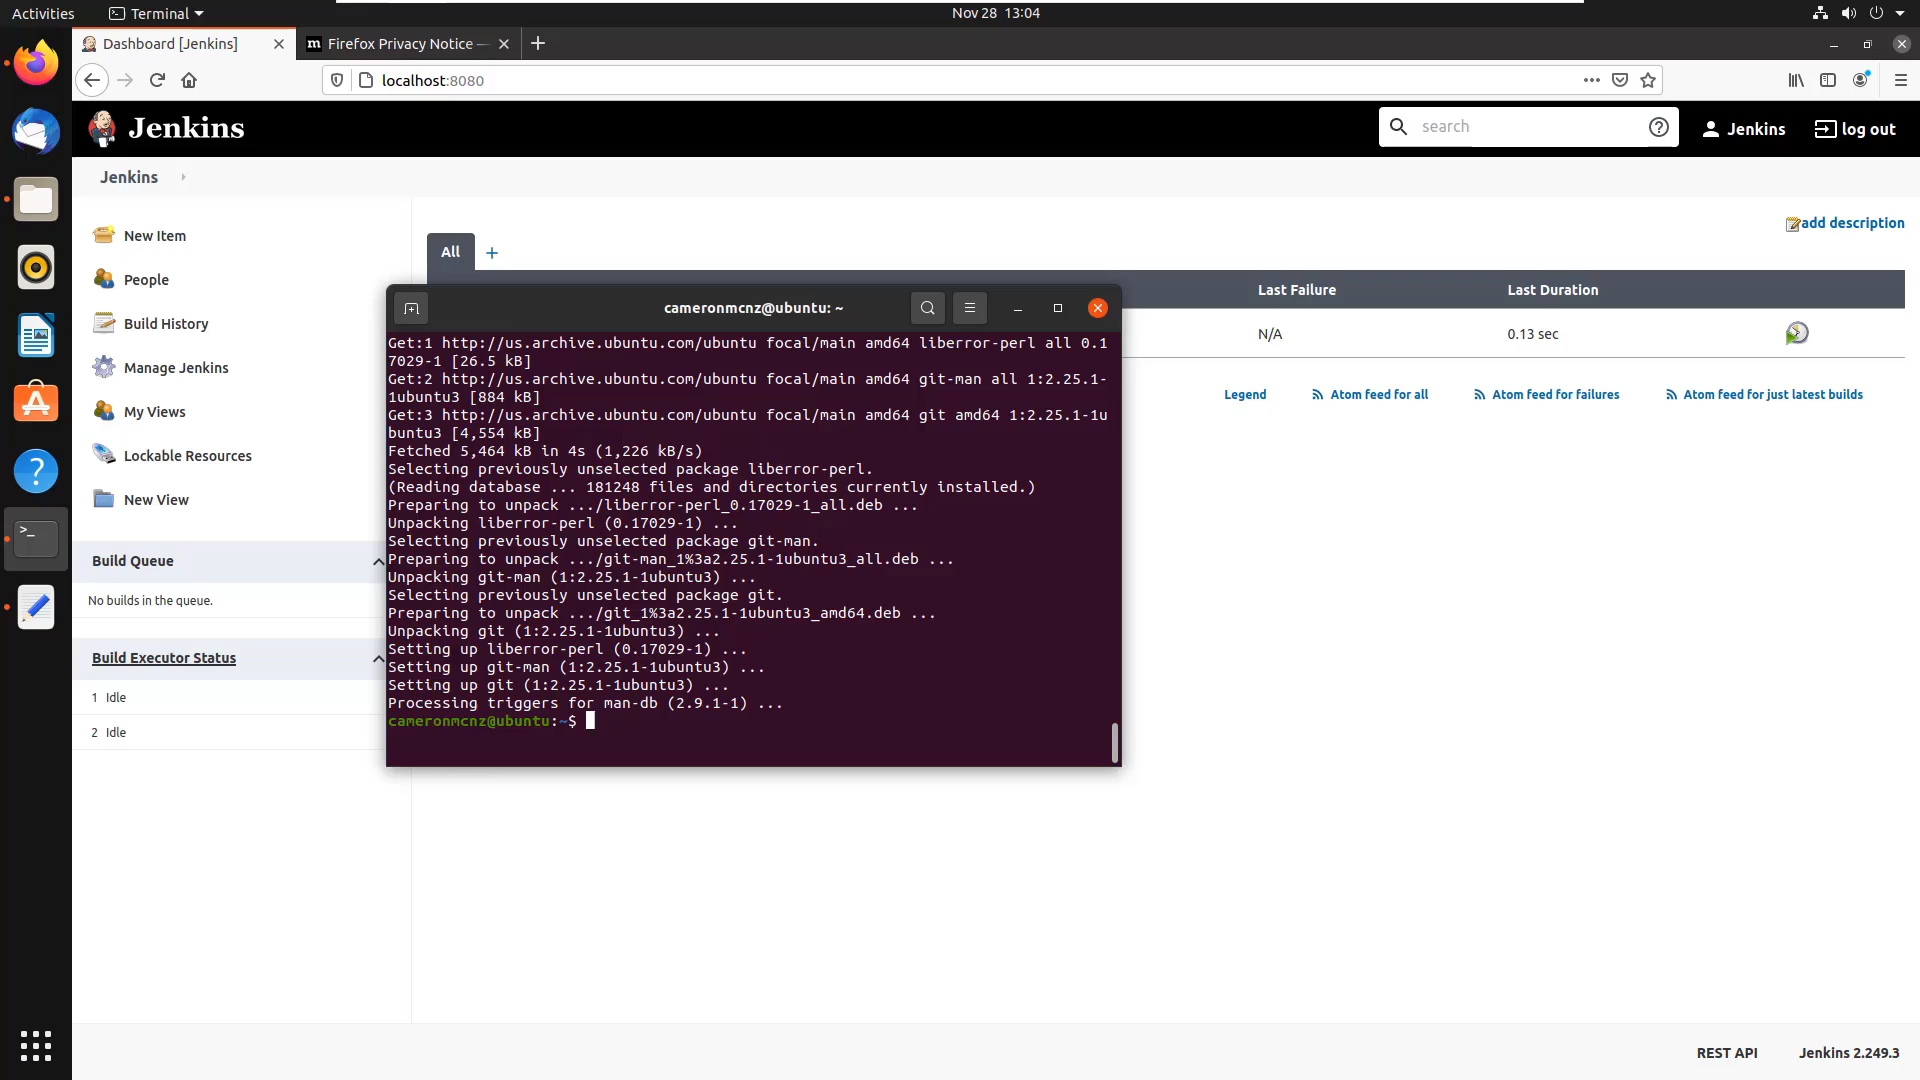 Activities
Terminal
Nov 28 13:04
Dashboard [Jenkins]
m Firefox Privacy Notice —
localhost:8080
Jenkins
search
Jenkins
log out
Jenkins
add description
New Item
People
Build History
Manage Jenkins
My Views
Lockable Resources
New View
All +
Last Failure Last Duration
N/A 0.13 sec
Legend Atom feed for all Atom feed for failures Atom feed for just latest builds
Build Queue
No builds in the queue.
Build Executor Status
1 Idle
2 Idle
cameronmcnz@ubuntu: ~
Get:1 http://us.archive.ubuntu.com/ubuntu focal/main amd64 liberror-perl all 0.1
7029-1 [26.5 kB]
Get:2 http://us.archive.ubuntu.com/ubuntu focal/main amd64 git-man all 1:2.25.1-
1ubuntu3 [884 kB]
Get:3 http://us.archive.ubuntu.com/ubuntu focal/main amd64 git amd64 1:2.25.1-1u
buntu3 [4,554 kB]
Fetched 5,464 kB in 4s (1,226 kB/s)
Selecting previously unselected package liberror-perl.
(Reading database ... 181248 files and directories currently installed.)
Preparing to unpack .../liberror-perl_0.17029-1_all.deb ...
Unpacking liberror-perl (0.17029-1) ...
Selecting previously unselected package git-man.
Preparing to unpack .../git-man_1%3a2.25.1-1ubuntu3_all.deb ...
Unpacking git-man (1:2.25.1-1ubuntu3) ...
Selecting previously unselected package git.
Preparing to unpack .../git_1%3a2.25.1-1ubuntu3_amd64.deb ...
Unpacking git (1:2.25.1-1ubuntu3) ...
Setting up liberror-perl (0.17029-1) ...
Setting up git-man (1:2.25.1-1ubuntu3) ...
Setting up git (1:2.25.1-1ubuntu3) ...
Processing triggers for man-db (2.9.1-1) ...
cameronmcnz@ubuntu:~$
REST API Jenkins 2.249.3